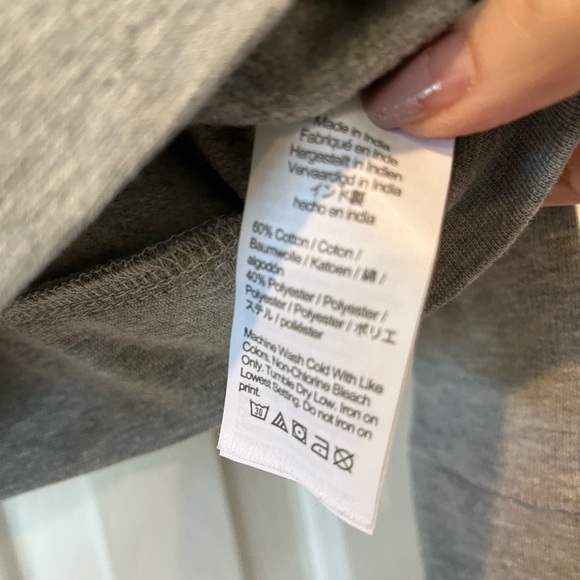 Made in India
Fabriqué en Inde
Hergestellt in Indien
Vervaardigd in India
インド製
hecho en india
60% Cotton / Coton /
Baumwolle / Katoen / 綿 /
algodón
40% Polyester / Polyester /
Polyester / Polyester / ポリエ
ステル / poliéster
Machine Wash Cold With Like
Colors. Non-Chlorine Bleach
Only. Tumble Dry Low. Iron on
Lowest Setting. Do not iron on
print.
30